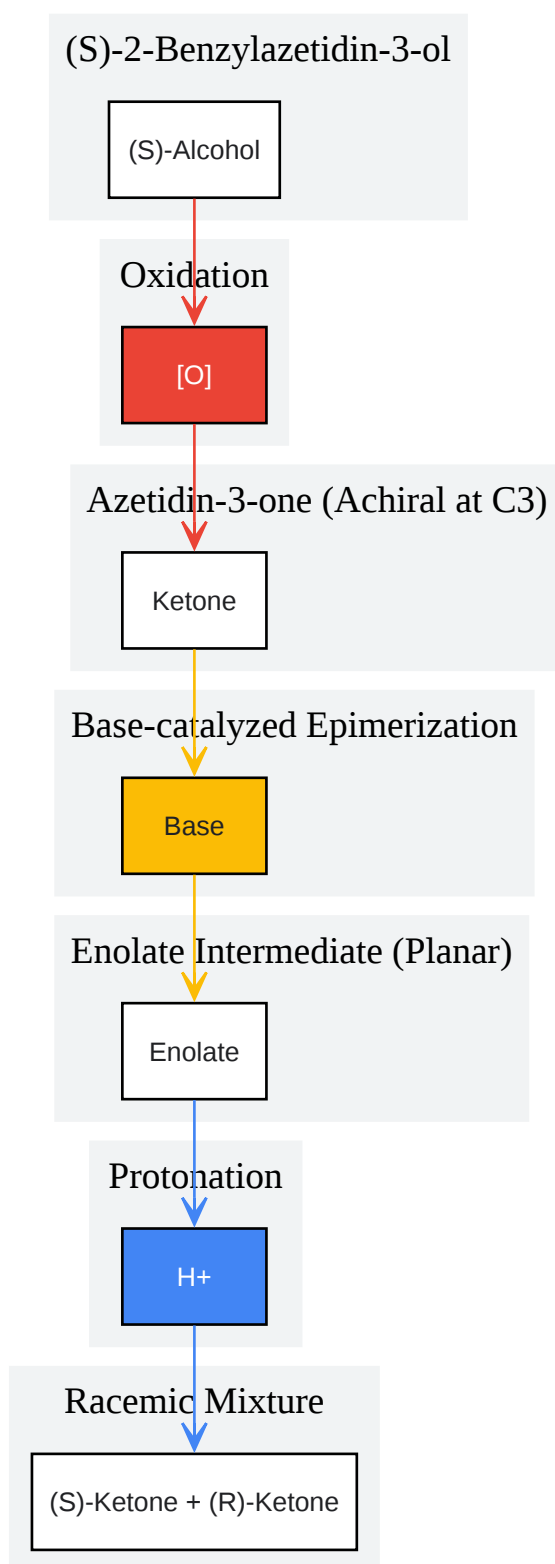 (S)-2-Benzylazetidin-3-ol
(S)-Alcohol
Oxidation
[O]
Azetidin-3-one (Achiral at C3)
Ketone
Base-catalyzed Epimerization
Base
Enolate Intermediate (Planar)
Enolate
Protonation
H+
Racemic Mixture
(S)-Ketone + (R)-Ketone